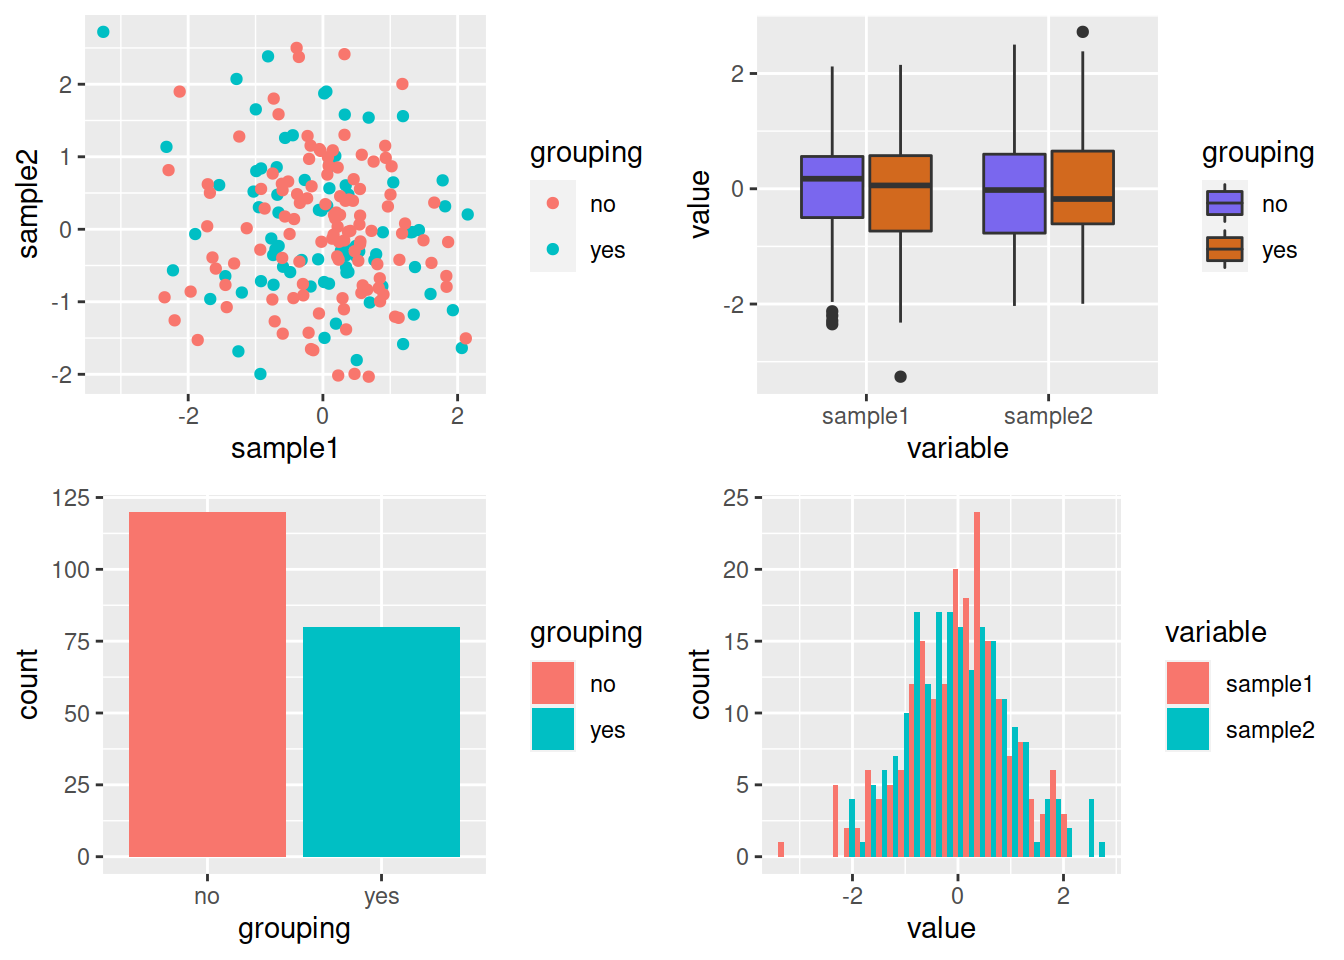 sample2
2
1
0
-1
-2
-2
0
2
sample1
grouping
no
yes
value
2
0
-2
sample1
sample2
variable
grouping
no
yes
count
125
100
75
50
25
0
no
yes
grouping
grouping
no
yes
count
25
20
15
10
5
0
-2
0
2
value
variable
sample1
sample2